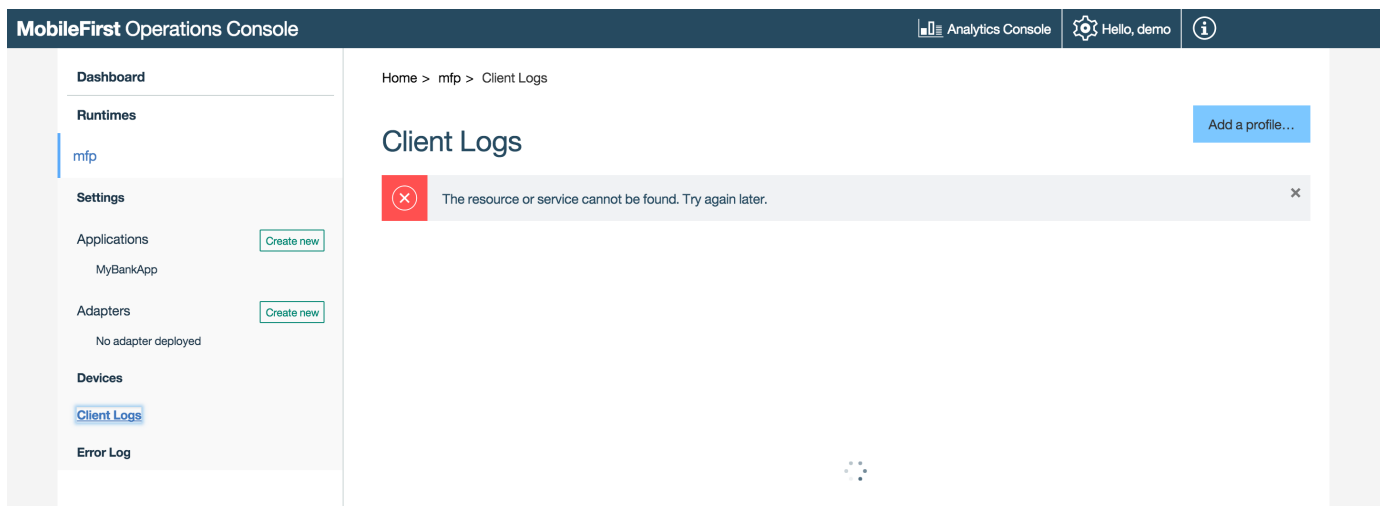 MobileFirst Operations Console
Analytics Console
Hello, demo
Dashboard
Runtimes
mfp
Settings
Applications
Create new
MyBankApp
Adapters
Create new
No adapter deployed
Devices
Client Logs
Error Log
Home > mfp > Client Logs
Add a profile...
Client Logs
The resource or service cannot be found. Try again later.